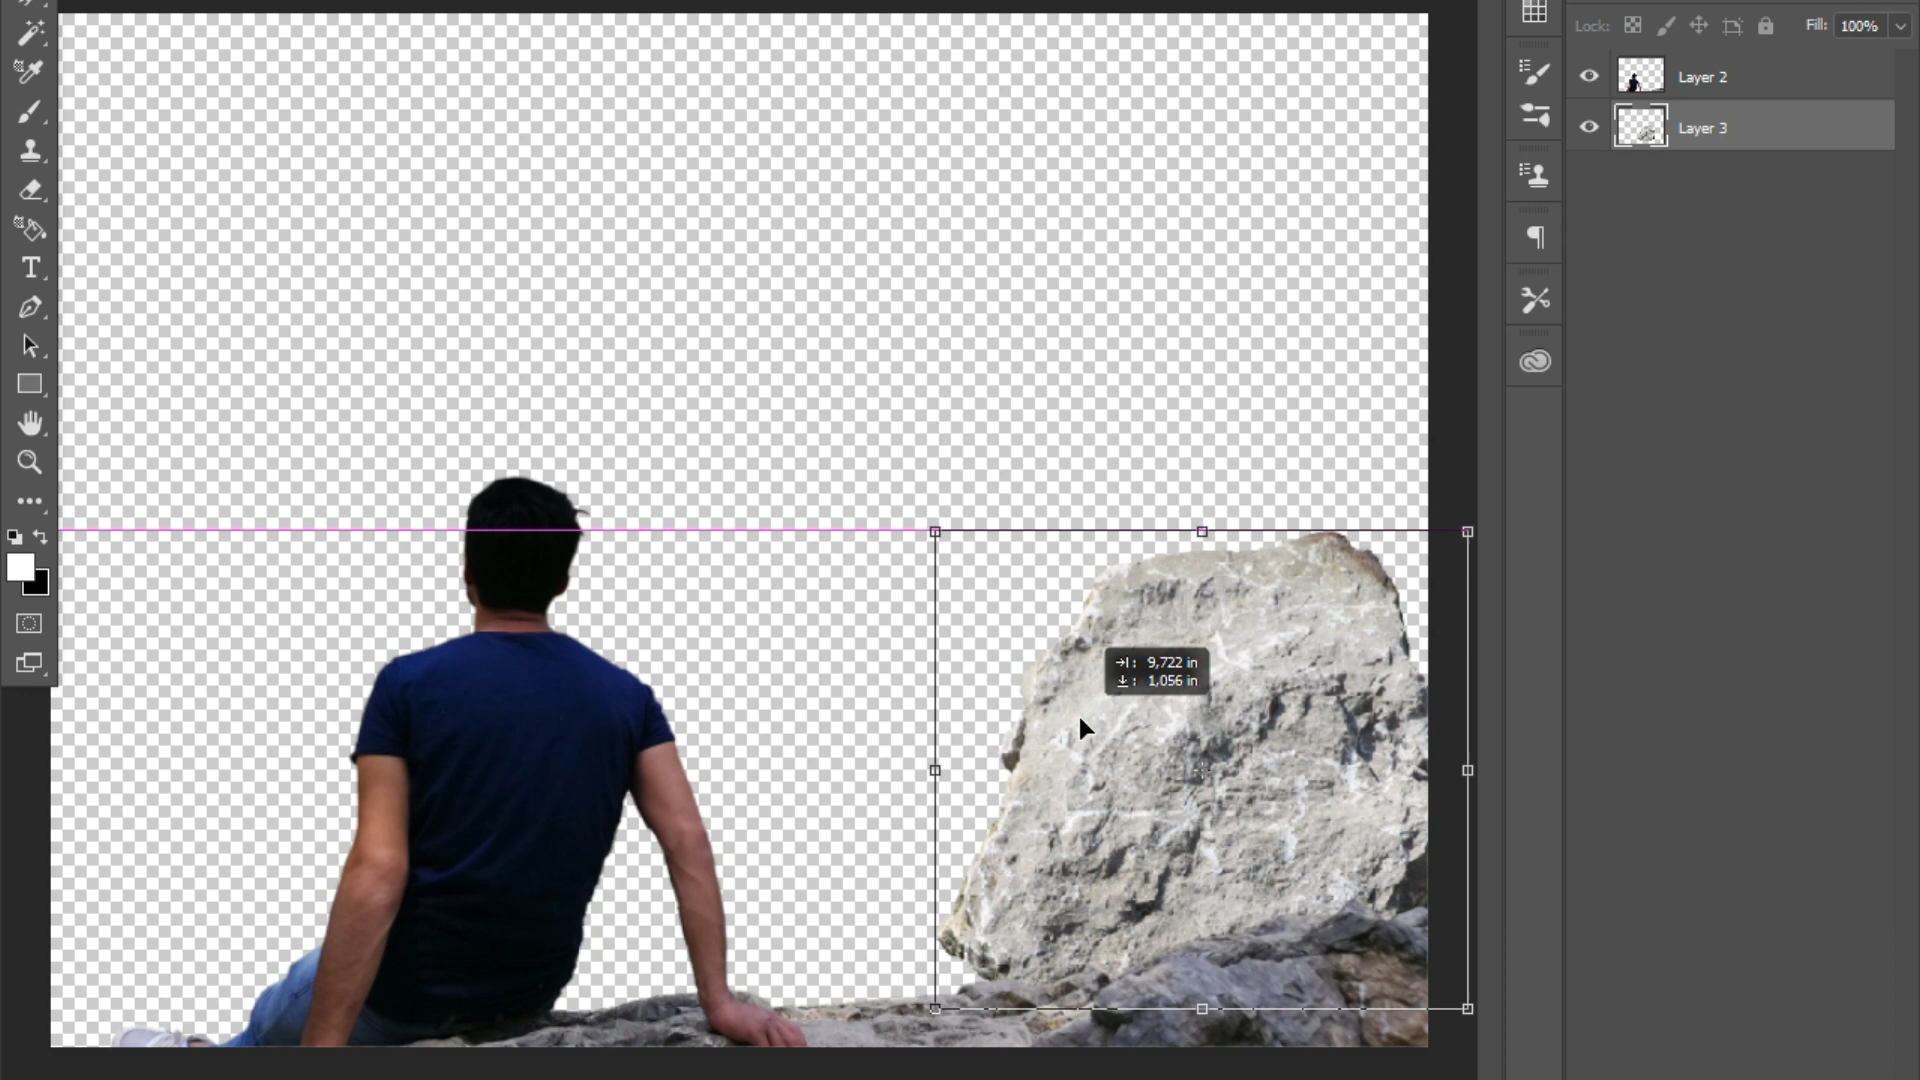 Lock:
Fill: 100%
Layer 2
Layer 3
: 9,722 in
: 1,056 in